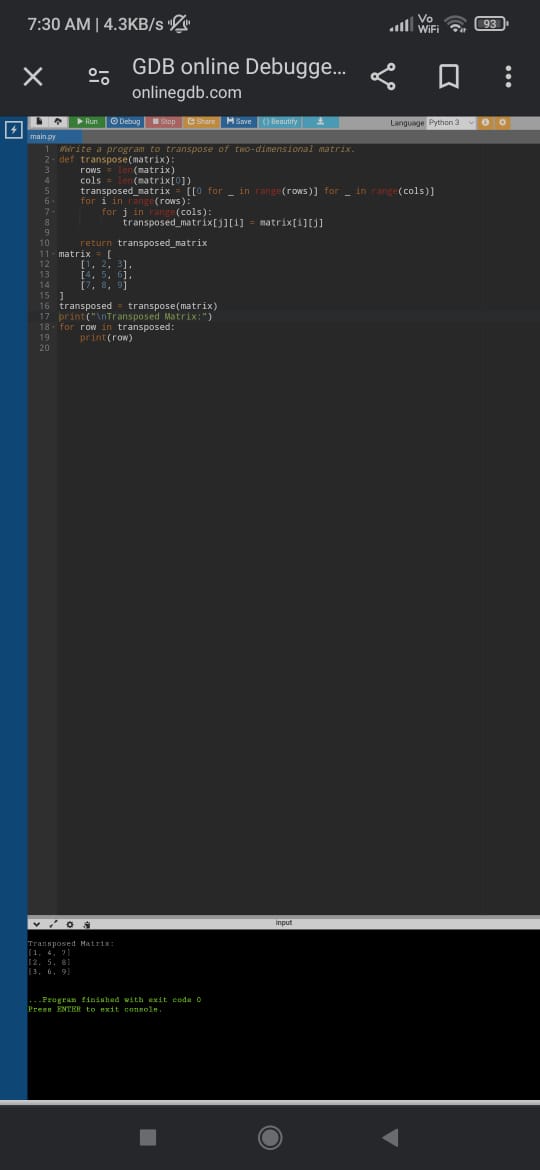 7:30 AM | 4.3KB/s
Vo WiFi 93
GDB online Debugge...
onlinegdb.com
Run Debug Stop Share Save { } Beautify
Language Python 3
main.py
1 #Write a program to transpose of two-dimensional matrix.
2 def transpose(matrix):
3 rows = len(matrix)
4 cols = len(matrix[0])
5 transposed_matrix = [[0 for _ in range(rows)] for _ in range(cols)]
6 for i in range(rows):
7 for j in range(cols):
8 transposed_matrix[j][i] = matrix[i][j]
9
10 return transposed_matrix
11 matrix = [
12 [1, 2, 3],
13 [4, 5, 6],
14 [7, 8, 9]
15 ]
16 transposed = transpose(matrix)
17 print("\nTransposed Matrix:")
18 for row in transposed:
19 print(row)
20
input
Transposed Matrix:
[1, 4, 7]
[2, 5, 8]
[3, 6, 9]
...Program finished with exit code 0
Press ENTER to exit console.